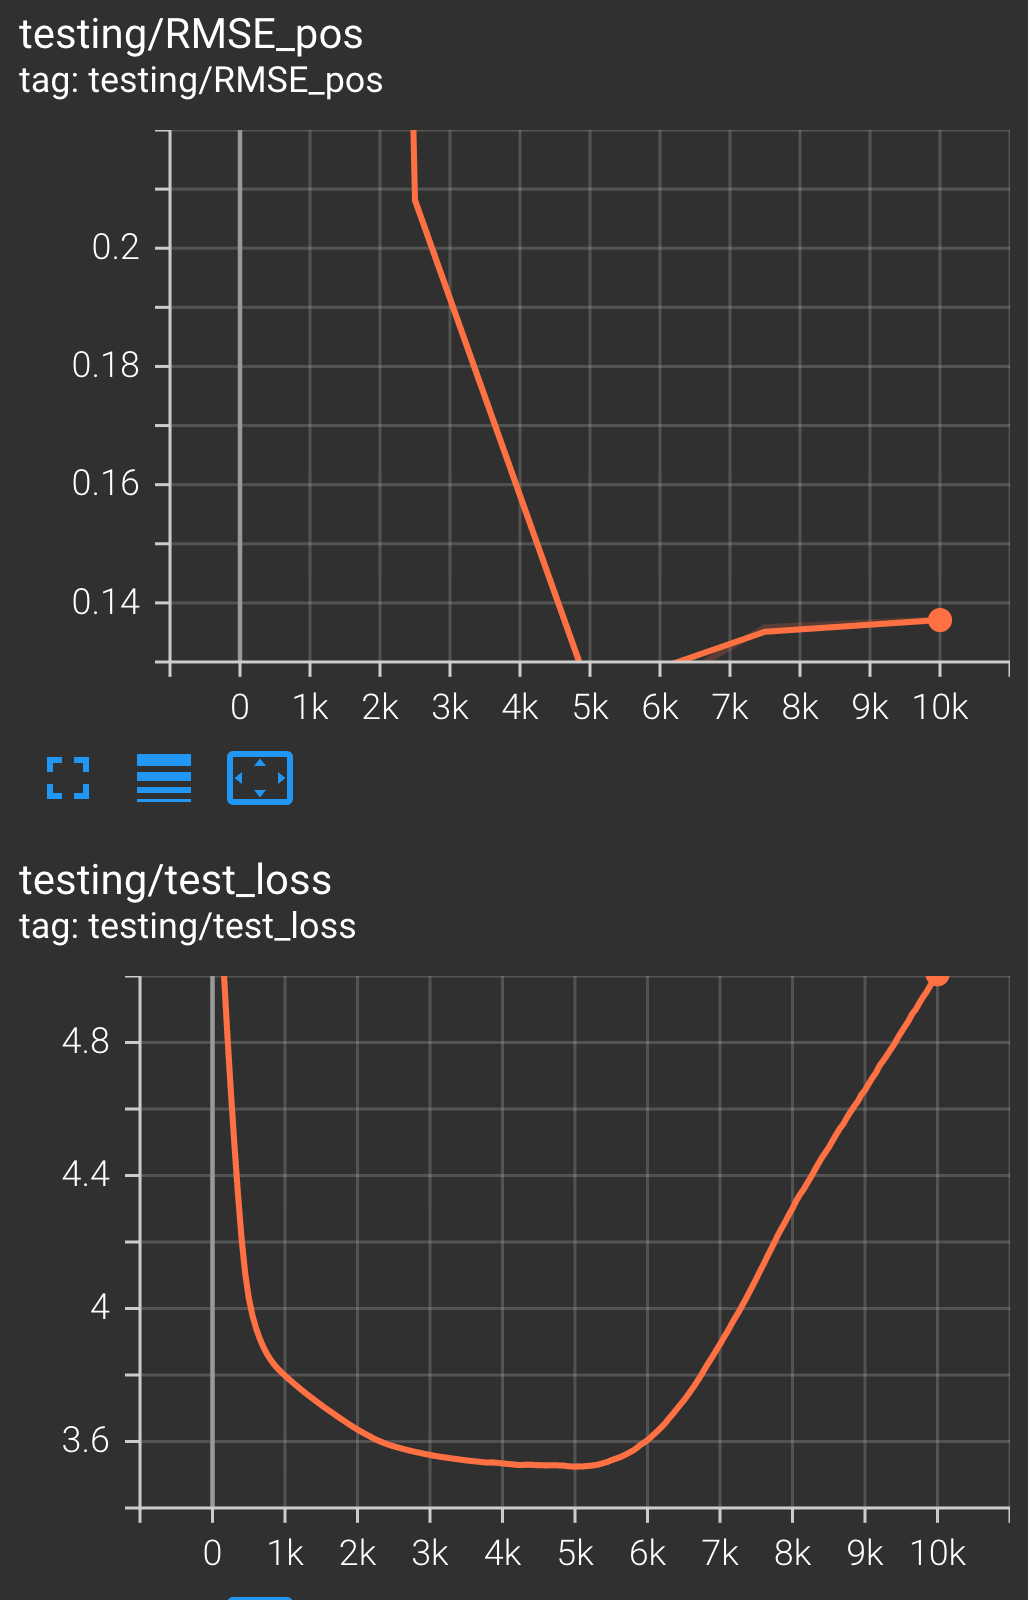 testing/RMSE_pos
tag: testing/RMSE_pos
0.2
0.18
0.16
0.14
0 1k 2k 3k 4k 5k 6k 7k 8k 9k 10k
testing/test_loss
tag: testing/test_loss
4.8
4.4
4
3.6
0 1k 2k 3k 4k 5k 6k 7k 8k 9k 10k